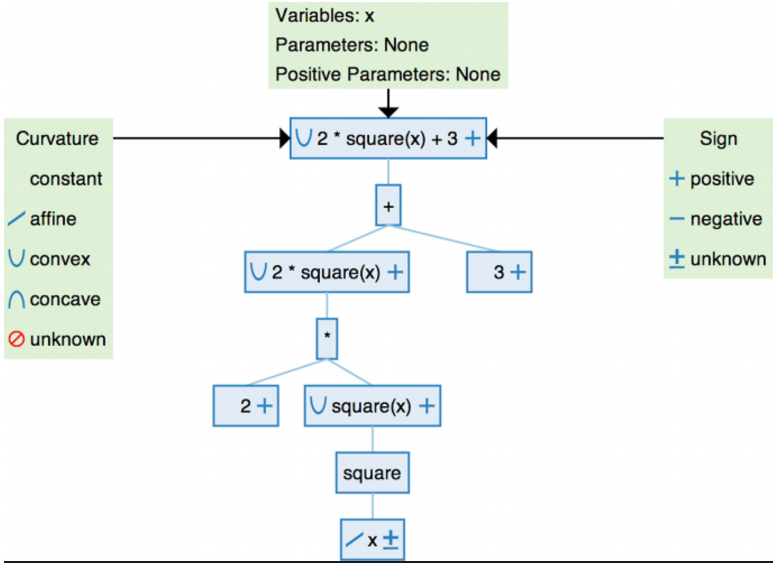 Variables: x
Parameters: None
Positive Parameters: None
Curvature
constant
affine
convex
concave
unknown
2 * square(x) + 3 +
Sign
+ positive
− negative
± unknown
+
2 * square(x) +
3 +
*
2 +
square(x) +
square
x ±